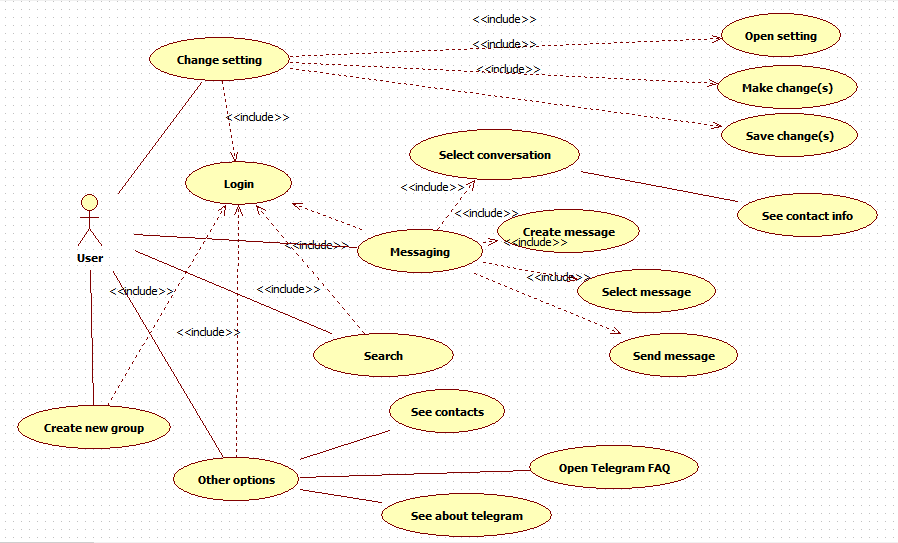 <<include>>
Open setting
<<include>>
Change setting
<<include>>
Make change(s)
<<include>>
Save change(s)
Select conversation
Login
<<include>>
See contact info
<<include>>
Create message
<<include>>
<<include>>
User
Messaging
<<include>>
<<include>>
<<include>>
<<include>>
Select message
<<include>>
Search
Send message
See contacts
Create new group
Open Telegram FAQ
Other options
See about telegram